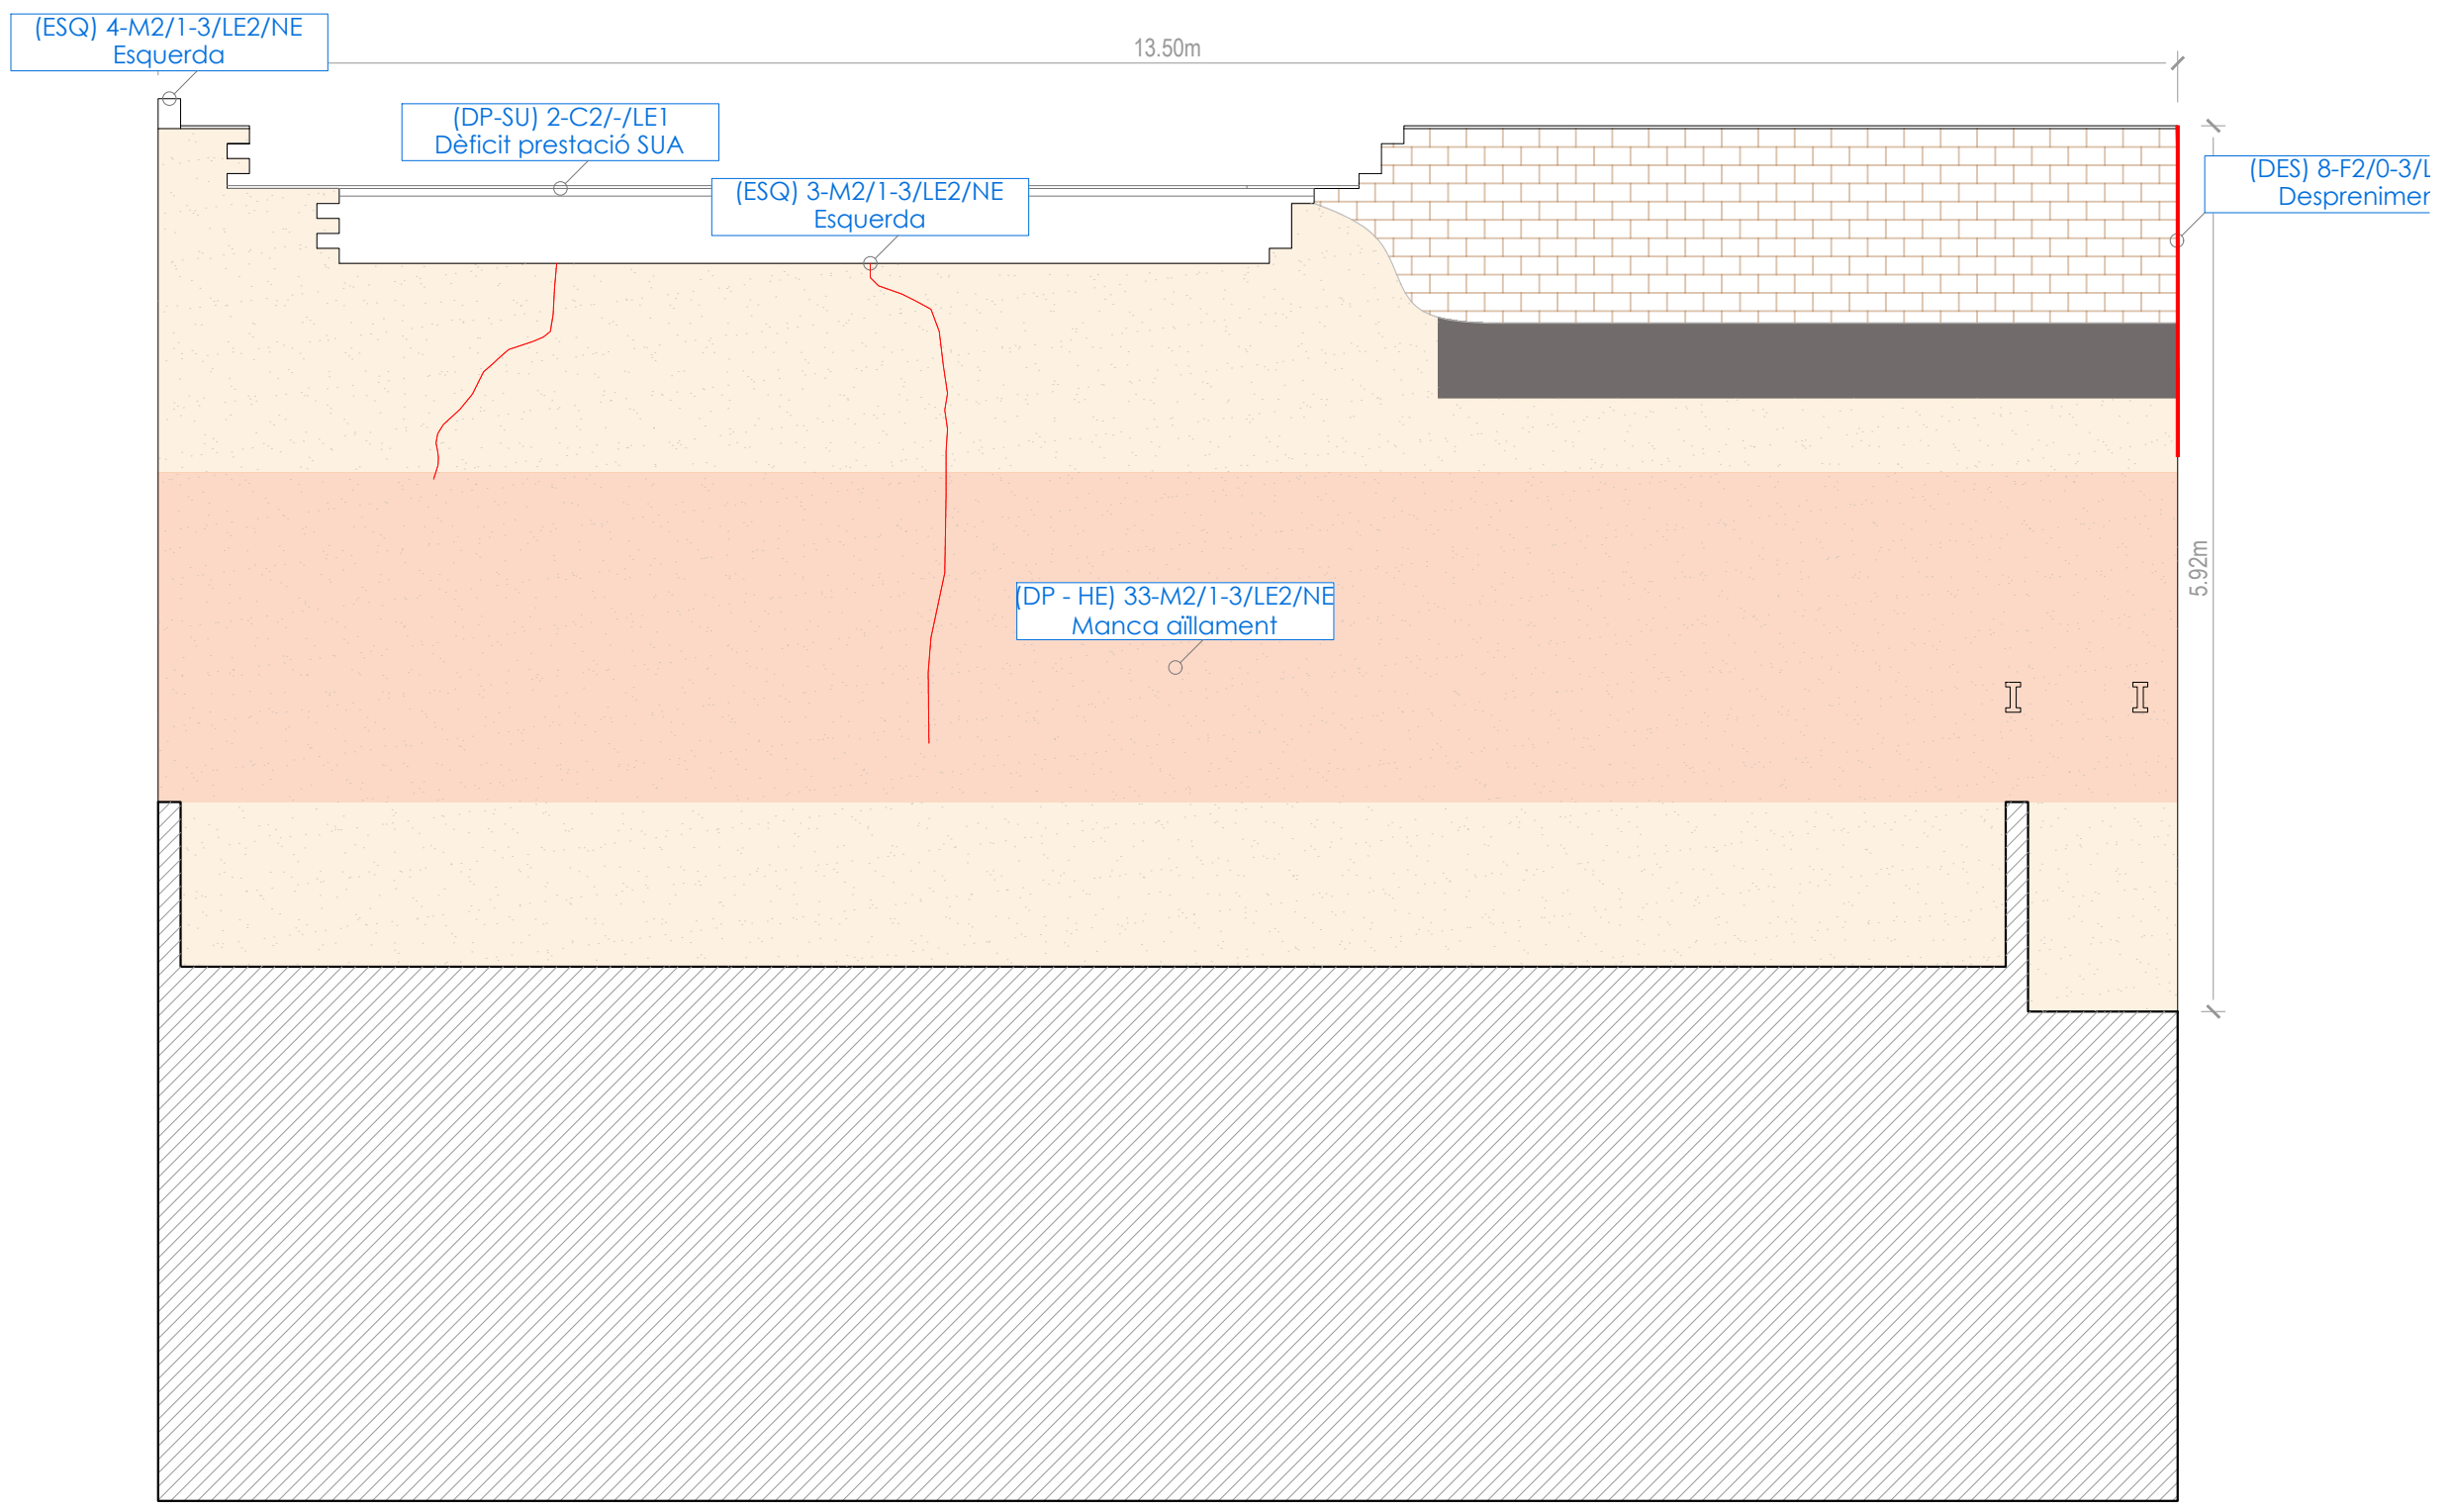 (ESQ) 4-M2/1-3/LE2/NE
Esquerda
13.50m
(DP-SU) 2-C2/-/LE1
Dèficit prestació SUA
(ESQ) 3-M2/1-3/LE2/NE
Esquerda
(DES) 8-F2/0-3/L
Desprenimer
5.92m
(DP - HE) 33-M2/1-3/LE2/NE
Manca aïllament